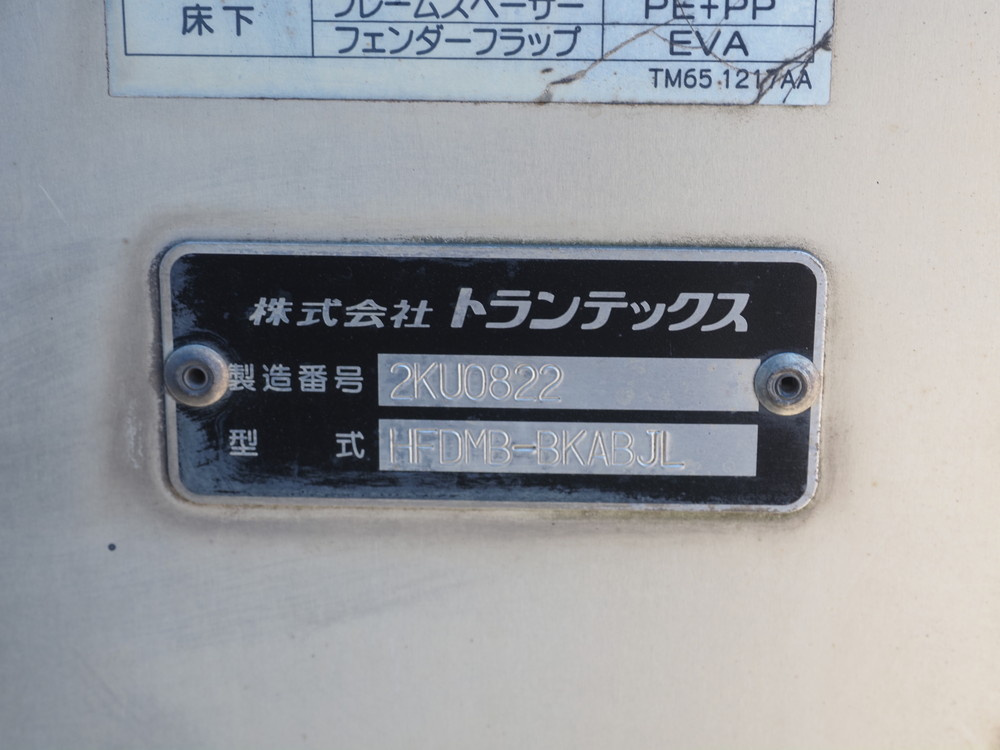 フレームスペーサー PE+PP
床下
フェンダーフラップ EVA
TM65 1217AA
株式会社 トランテックス
製造番号 2KU0822
型式 HFDMB-BKABJL